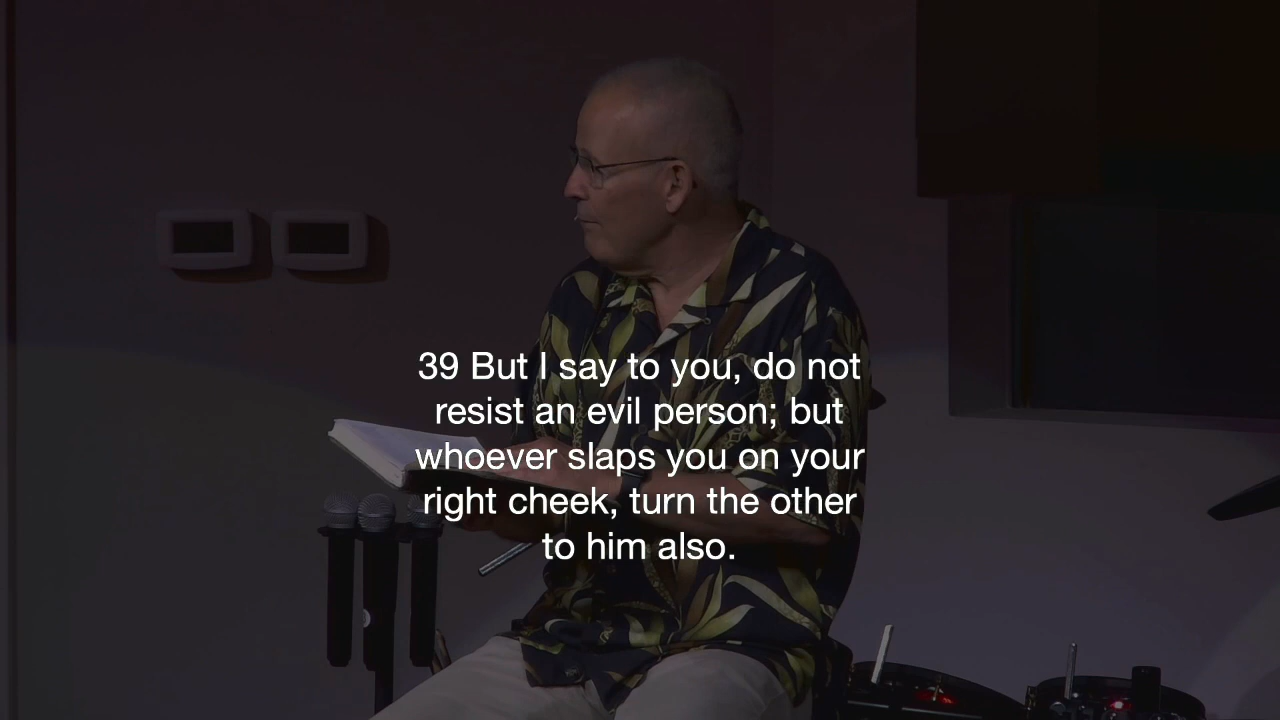 39 But I say to you, do not
resist an evil person; but
whoever slaps you on your
right cheek, turn the other
to him also.